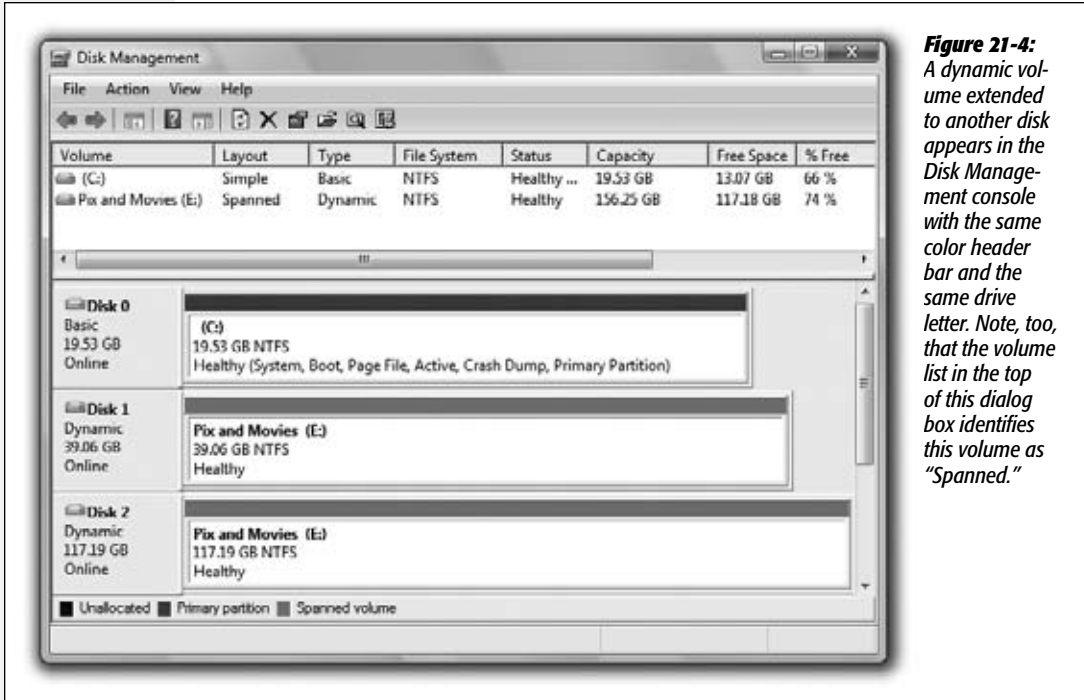 Disk Management
File Action View Help
Volume Layout Type File System Status Capacity Free Space % Free
(C:) Simple Basic NTFS Healthy ... 19.53 GB 13.07 GB 66 %
Pix and Movies (E:) Spanned Dynamic NTFS Healthy 156.25 GB 117.18 GB 74 %
Disk 0
Basic
19.53 GB
Online
(C:)
19.53 GB NTFS
Healthy (System, Boot, Page File, Active, Crash Dump, Primary Partition)
Disk 1
Dynamic
39.06 GB
Online
Pix and Movies (E:)
39.06 GB NTFS
Healthy
Disk 2
Dynamic
117.19 GB
Online
Pix and Movies (E:)
117.19 GB NTFS
Healthy
Unallocated Primary partition Spanned volume
Figure 21-4:
A dynamic vol-
ume extended
to another disk
appears in the
Disk Manage-
ment console
with the same
color header
bar and the
same drive
letter. Note, too,
that the volume
list in the top
of this dialog
box identifies
this volume as
“Spanned.”